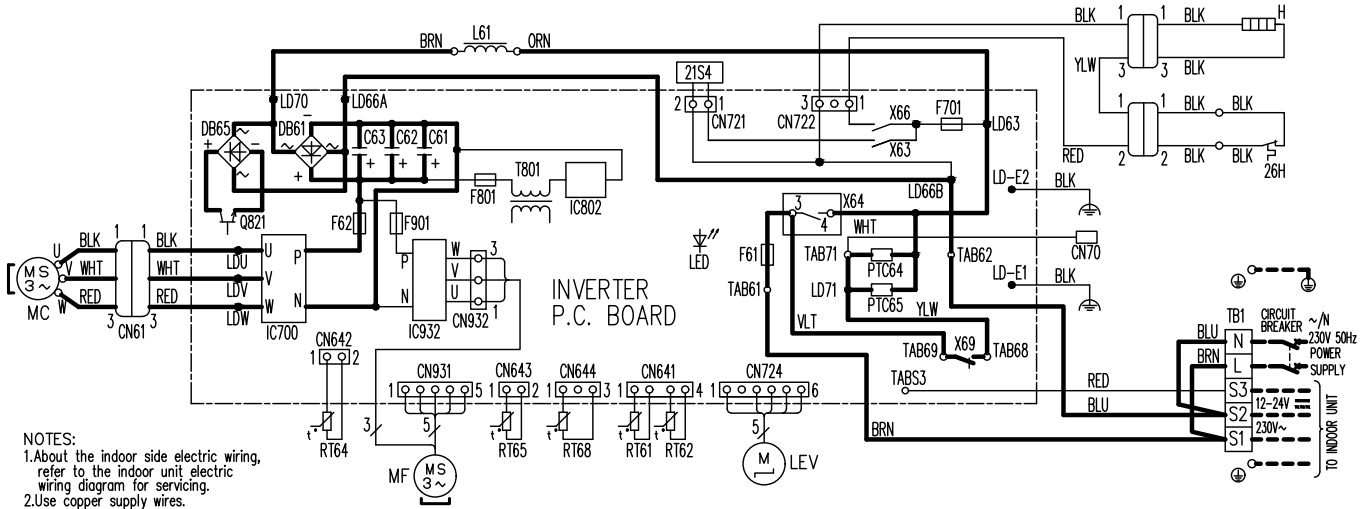 BRN L61 ORN
BLK 1 1 BLK H
YLW 3 3 BLK
21S4
2 1 CN721
3 1 CN722
X66 F701 LD63
X63
1 1 BLK BLK
RED 2 2 BLK BLK 26H
LD70 LD66A
DB65 ~ DB61 − C63 C62 C61
+ − ~ ~ + + + +
~
Q821
F801 T801 IC802
F62 F901
LD66B LD-E2 BLK
3 4 X64
WHT
F61 TAB71 PTC64 TAB62 CN70
TAB61 LD71 PTC65 LD-E1 BLK
YLW
VLT TAB69 X69 TAB68
LED
INVERTER
P.C. BOARD
U BLK 1 1 BLK LDU U P
MS 3~ V WHT WHT LDV V
MC W RED 3 3 RED LDW W N
CN61 IC700
P W 3
V
N U 1
IC932 CN932
CN642
1 2
RT64
t°
3
CN931
1 5
5
MF MS 3~
CN643
1 2
t° RT65
CN644
1 3
t° RT68
CN641
1 4
t° RT61 t° RT62
CN724
1 6
5
M LEV
TABS3 RED
BLU
BRN
TB1
BLU N
BRN L
S3
S2
S1
CIRCUIT
BREAKER
~/N
230V 50Hz
POWER
SUPPLY
12-24V
230V~
TO INDOOR UNIT
NOTES:
1.About the indoor side electric wiring,
refer to the indoor unit electric
wiring diagram for servicing.
2.Use copper supply wires.